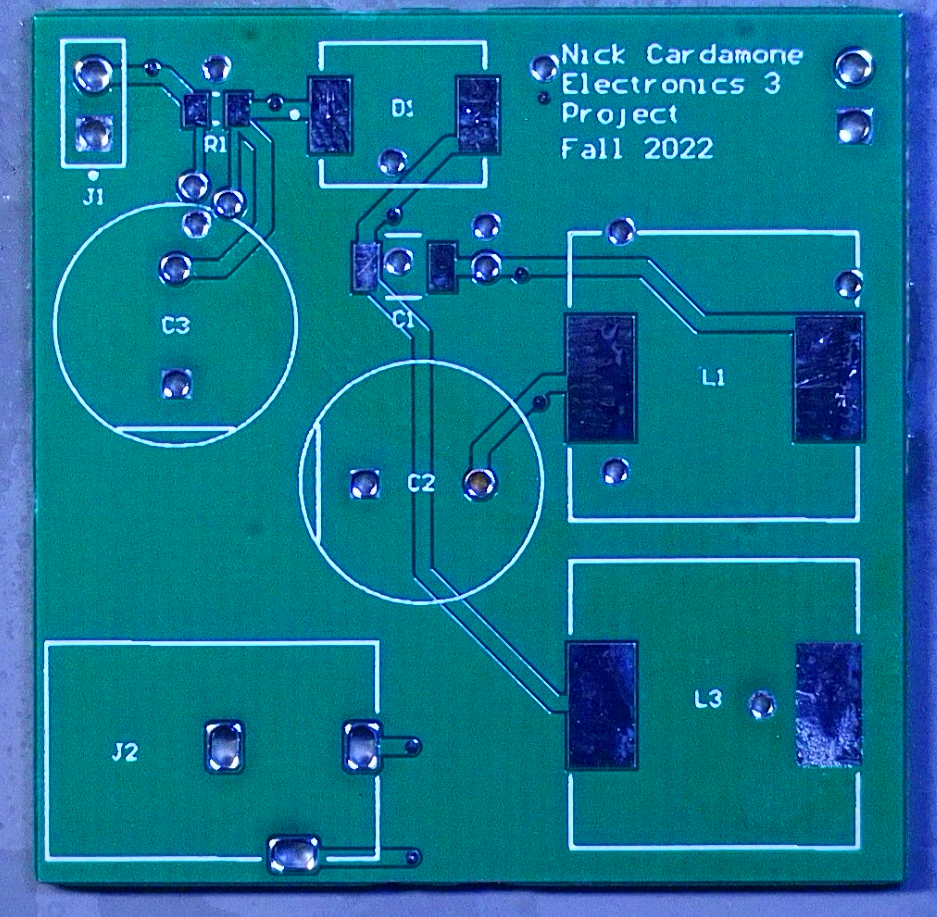 Nick Cardamone
Electronics 3
Project
Fall 2022
D1
R1
J1
C3
C1
L1
C2
L3
J2